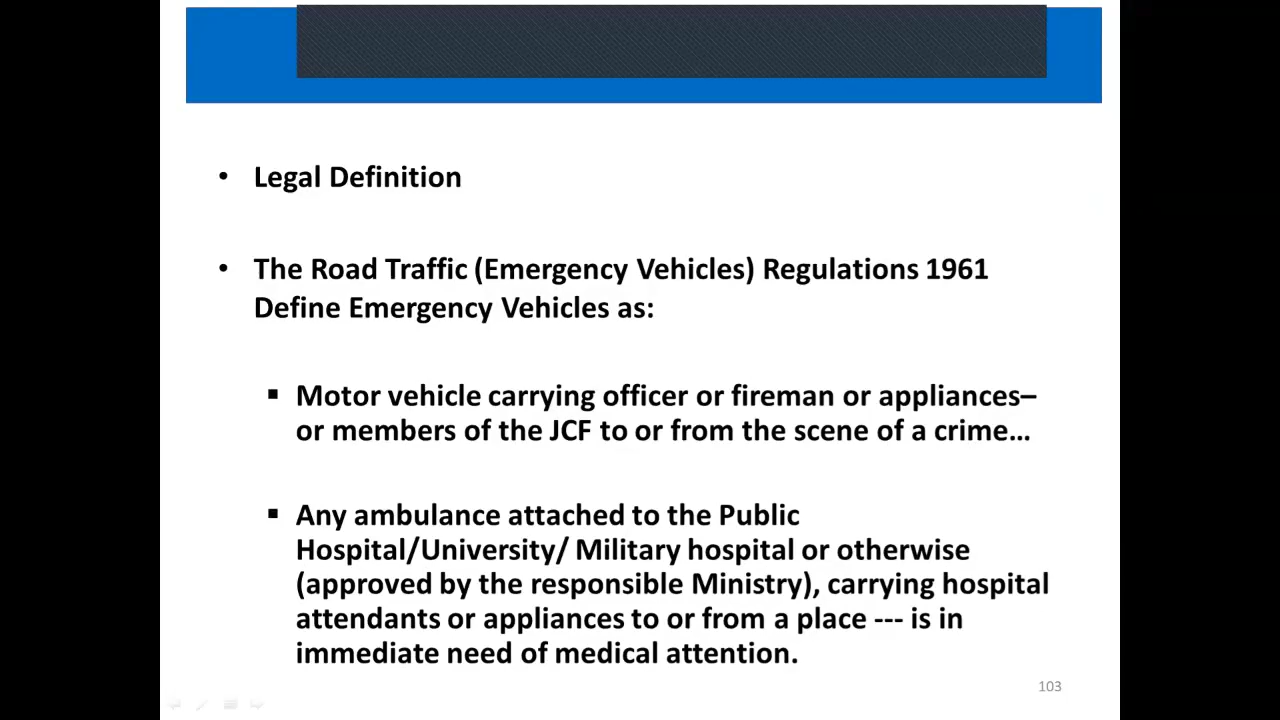 • Legal Definition
• The Road Traffic (Emergency Vehicles) Regulations 1961
Define Emergency Vehicles as:
▪ Motor vehicle carrying officer or fireman or appliances–
or members of the JCF to or from the scene of a crime…
▪ Any ambulance attached to the Public
Hospital/University/ Military hospital or otherwise
(approved by the responsible Ministry), carrying hospital
attendants or appliances to or from a place --- is in
immediate need of medical attention.
103